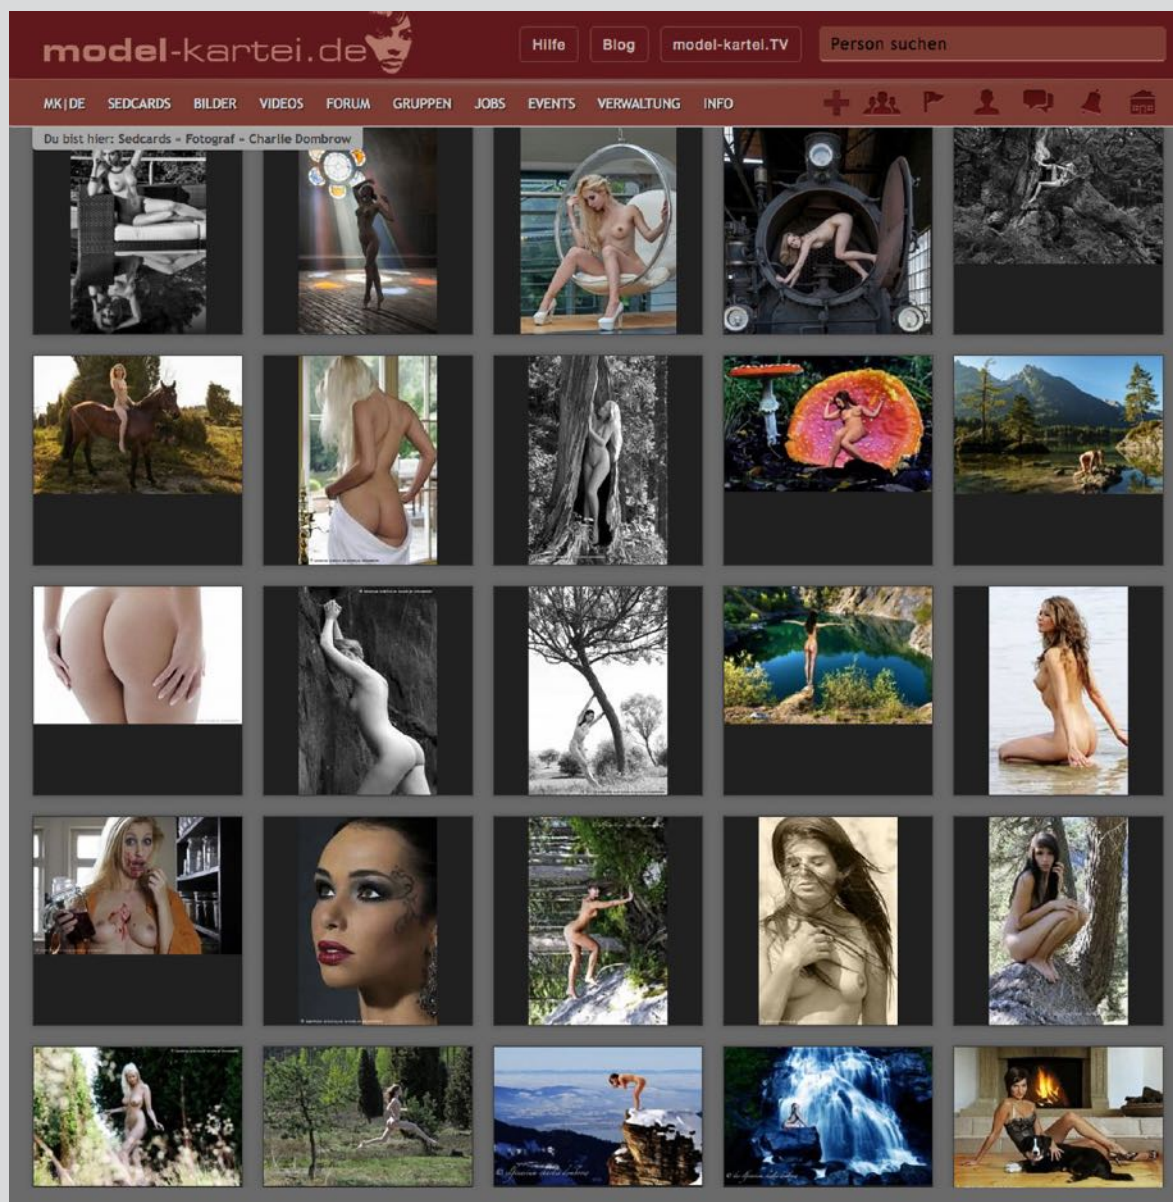 model-kartei.de
Hilfe
Blog
model-kartei.TV
Person suchen
MK|DE SEDCARDS BILDER VIDEOS FORUM GRUPPEN JOBS EVENTS VERWALTUNG INFO
Du bist hier: Sedcards - Fotograf - Charlie Dombrow